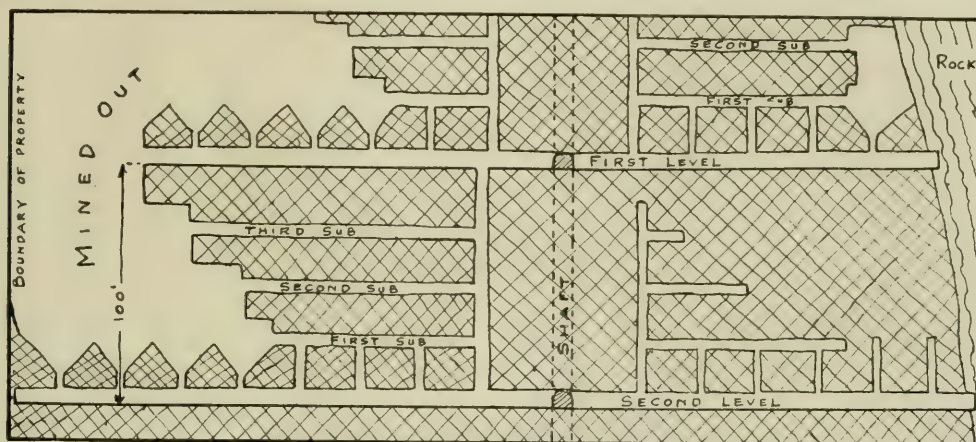 SECOND SUB
ROCK
FIRST SUB
FIRST LEVEL
BOUNDARY OF PROPERTY
MINED OUT
100'
THIRD SUB
SECOND SUB
FIRST SUB
SHAFT
SECOND LEVEL